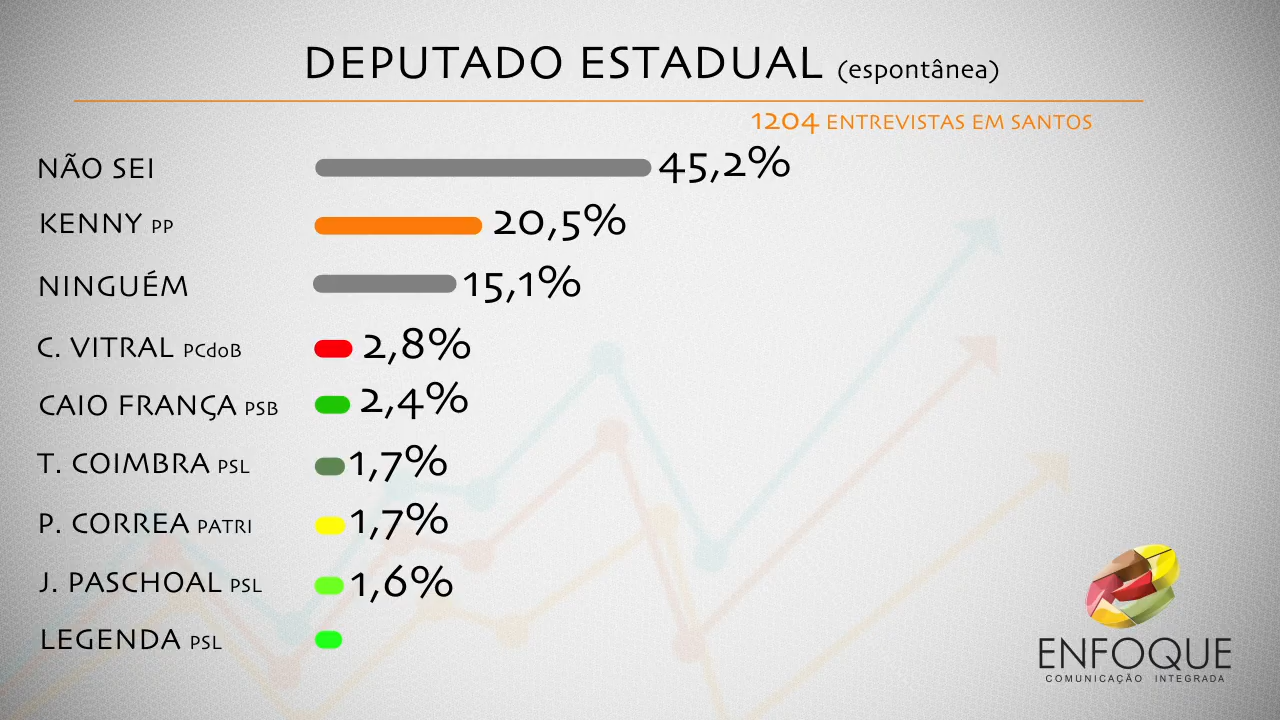 DEPUTADO ESTADUAL (espontânea)
1204 ENTREVISTAS EM SANTOS
NÃO SEI 45,2%
KENNY PP 20,5%
NINGUÉM 15,1%
C. VITRAL PCdoB 2,8%
CAIO FRANÇA PSB 2,4%
T. COIMBRA PSL 1,7%
P. CORREA PATRI 1,7%
J. PASCHOAL PSL 1,6%
LEGENDA PSL
ENFOQUE
COMUNICAÇÃO INTEGRADA